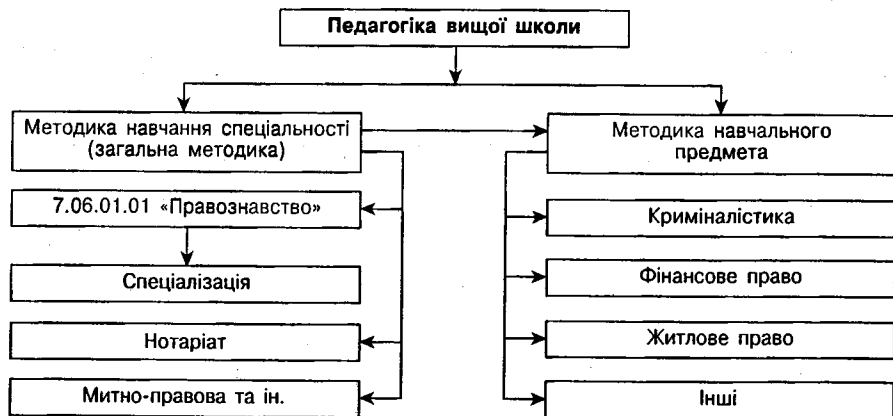 Педагогіка вищої школи
Методика навчання спеціальності
(загальна методика)
7.06.01.01 «Правознавство»
Спеціалізація
Нотаріат
Митно-правова та ін.
Методика навчального
предмета
Криміналістика
Фінансове право
Житлове право
Інші